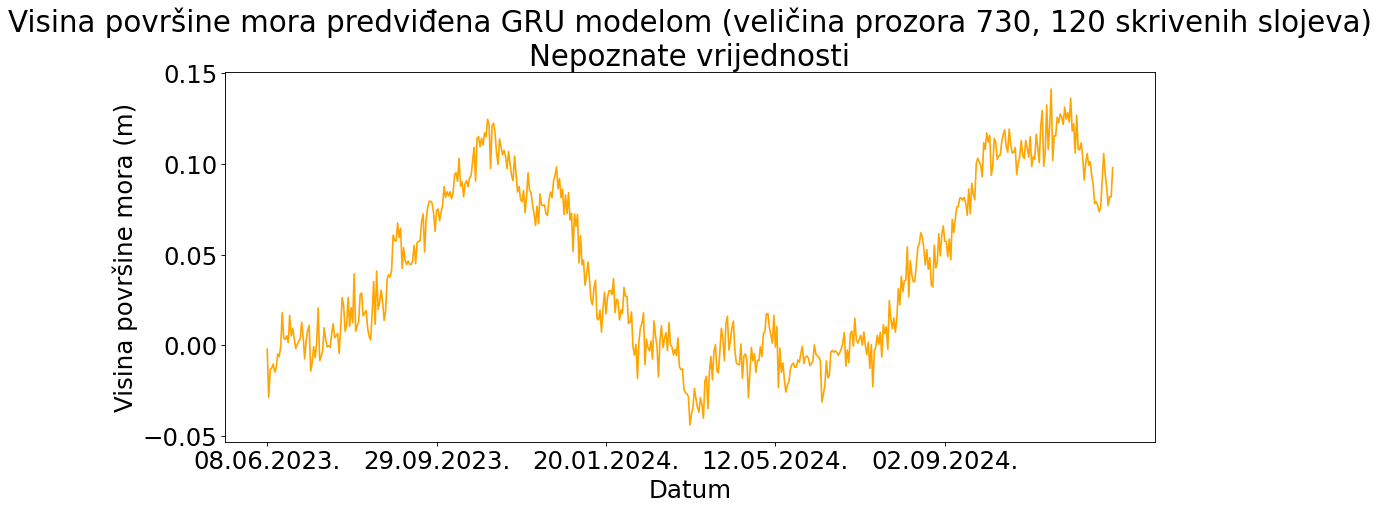 Visina površine mora predviđena GRU modelom (veličina prozora 730, 120 skrivenih slojeva)
Nepoznate vrijednosti
Visina površine mora (m)
0.15
0.10
0.05
0.00
−0.05
08.06.2023. 29.09.2023. 20.01.2024. 12.05.2024. 02.09.2024.
Datum